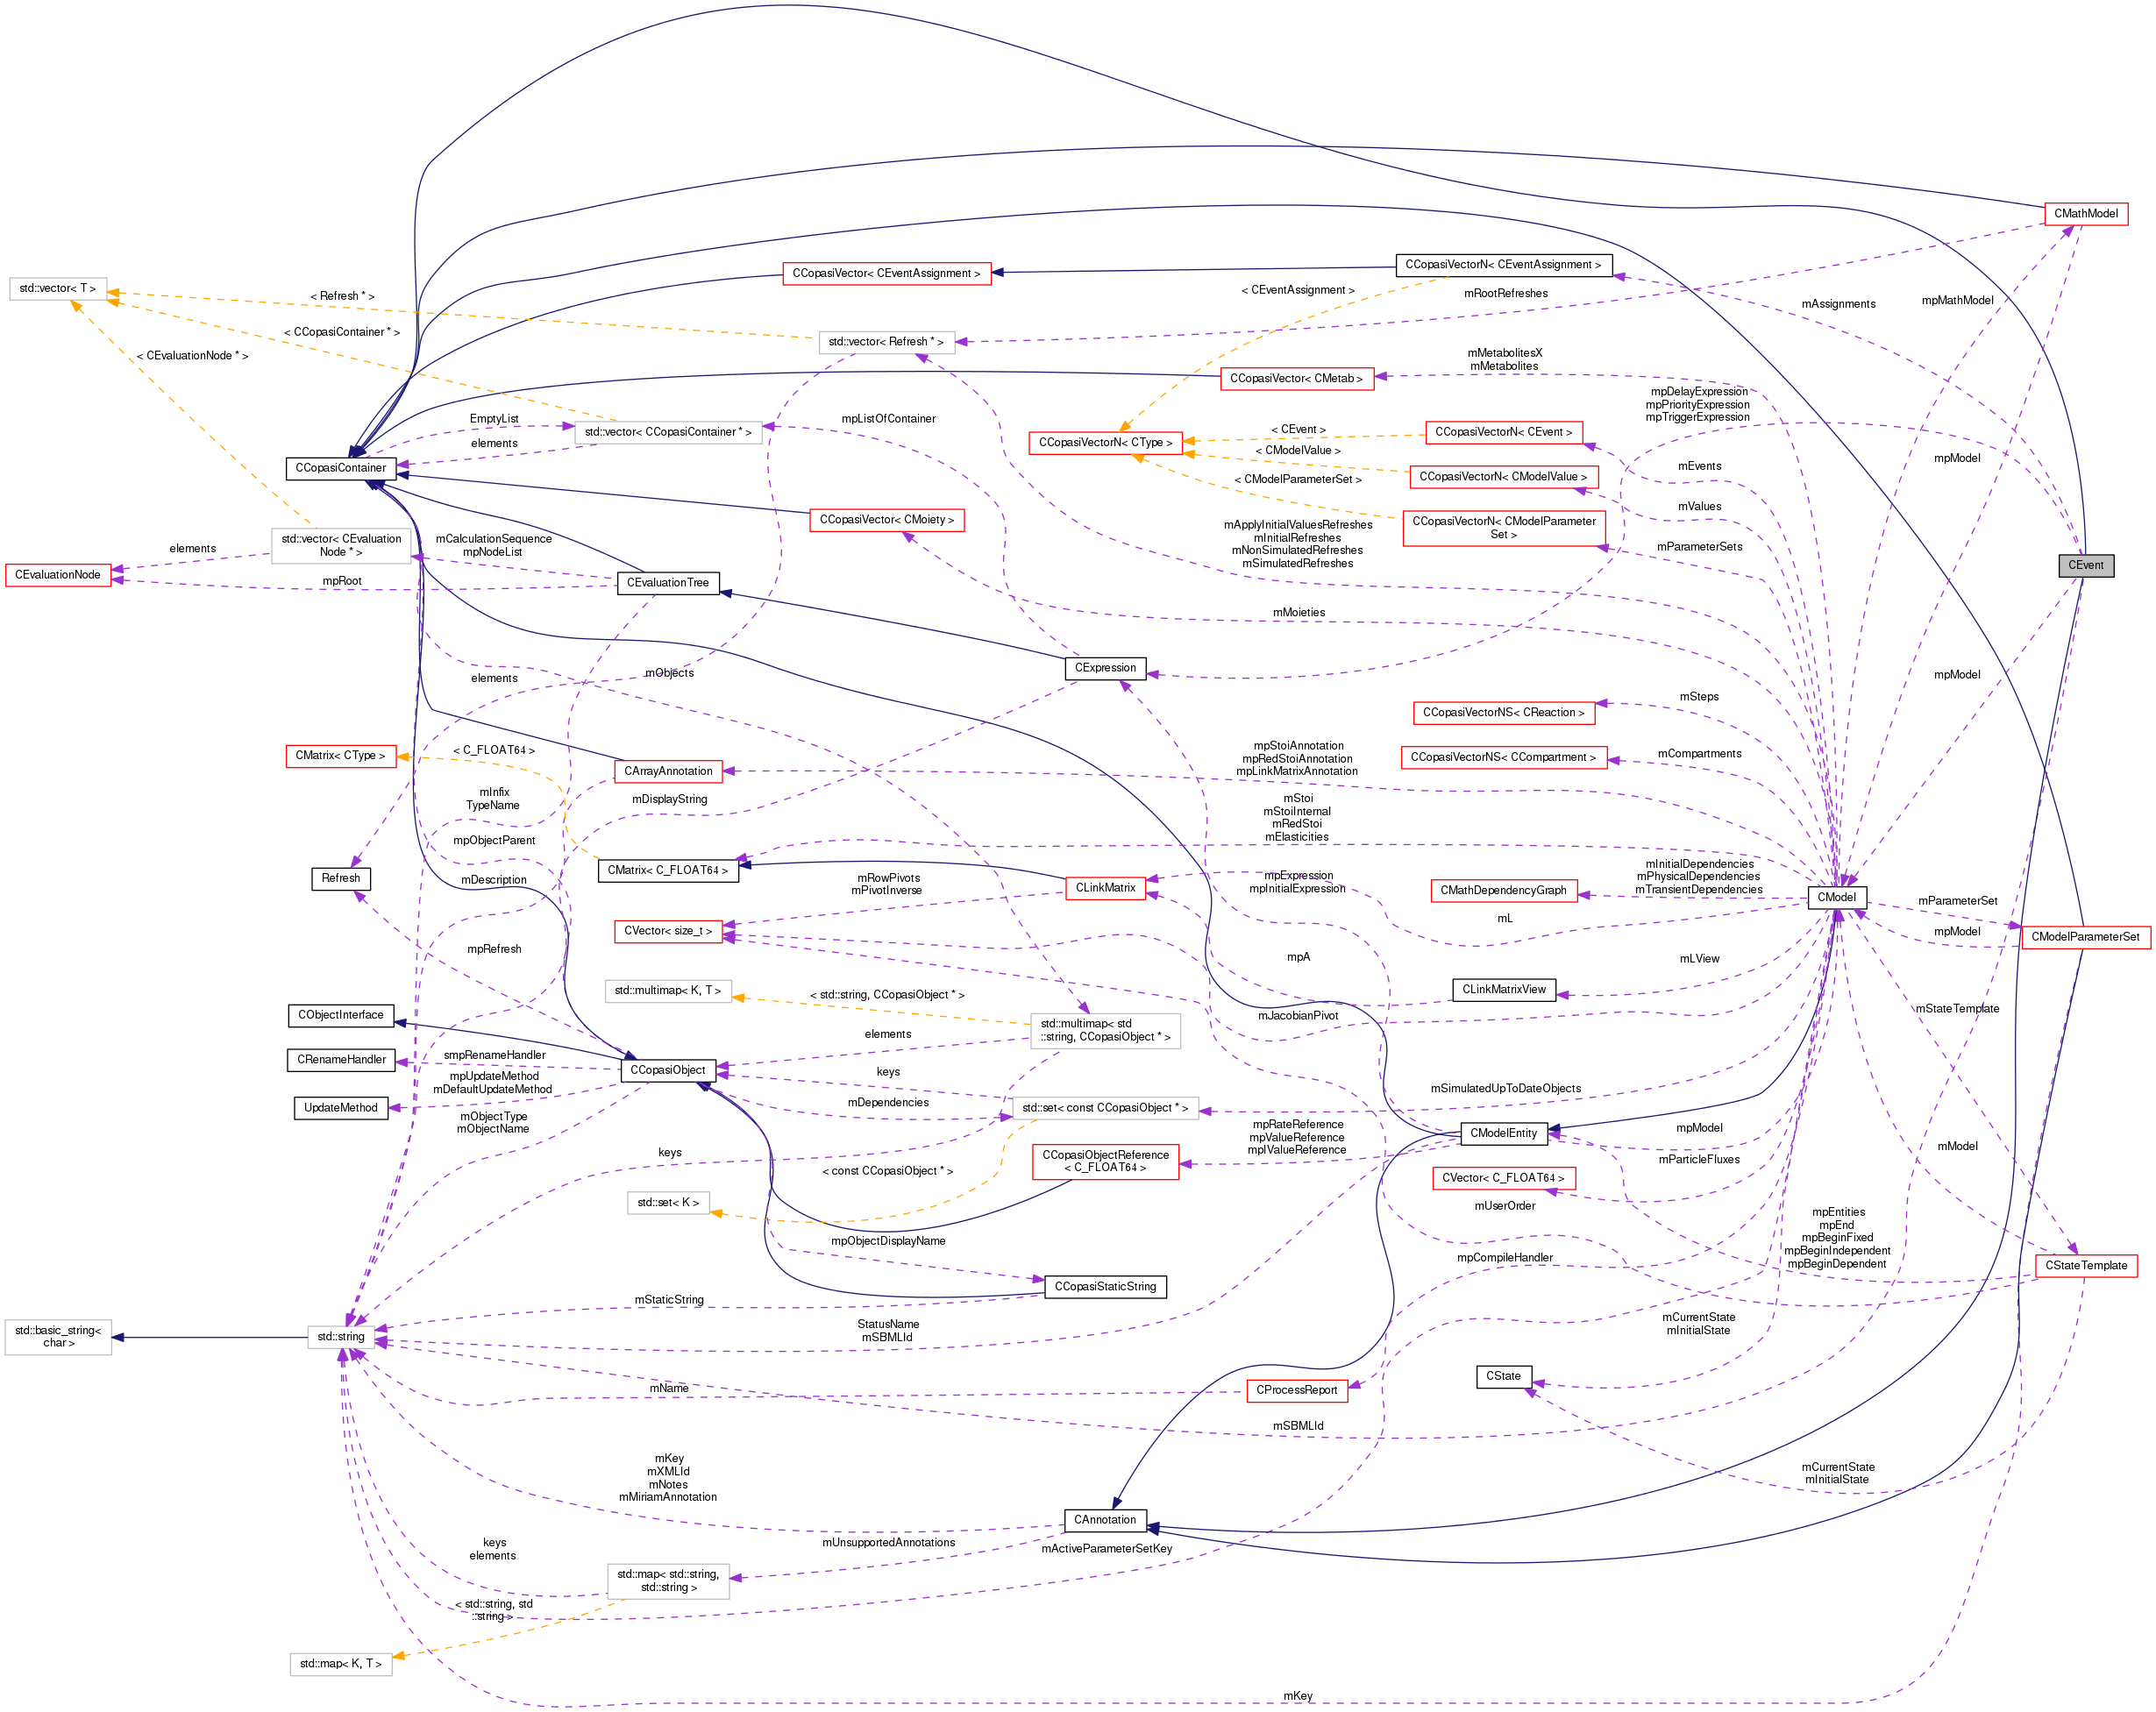 CMathModel
std::vector< T >
< Refresh * >
CCopasiVector< CEventAssignment >
CCopasiVectorN< CEventAssignment >
< CEventAssignment >
mRootRefreshes
mAssignments
mpMathModel
< CCopasiContainer * >
std::vector< Refresh * >
< CEvaluationNode * >
mMetabolitesX
mMetabolites
CCopasiVector< CMetab >
mpDelayExpression
mpPriorityExpression
mpTriggerExpression
mpModel
EmptyList
mpListOfContainer
std::vector< CCopasiContainer * >
elements
CCopasiContainer
CCopasiVectorN< CType >
< CEvent >
CCopasiVectorN< CEvent >
< CModelValue >
mEvents
CCopasiVectorN< CModelValue >
< CModelParameterSet >
mValues
CCopasiVector< CMoiety >
CCopasiVectorN< CModelParameter
Set >
std::vector< CEvaluation
Node * >
elements
mCalculationSequence
mpNodeList
mApplyInitialValuesRefreshes
mInitialRefreshes
mNonSimulatedRefreshes
mSimulatedRefreshes
mParameterSets
CEvent
CEvaluationNode
mpRoot
CEvaluationTree
mMoieties
elements
mObjects
CExpression
mpModel
mSteps
CCopasiVectorNS< CReaction >
CMatrix< CType >
< C_FLOAT64 >
CArrayAnnotation
mpStoiAnnotation
mpRedStoiAnnotation
mpLinkMatrixAnnotation
CCopasiVectorNS< CCompartment >
mCompartments
mInfix
TypeName
mDisplayString
mStoi
mStoiInternal
mRedStoi
mElasticities
mpObjectParent
Refresh
mDescription
CMatrix< C_FLOAT64 >
mRowPivots
mPivotInverse
CLinkMatrix
mpExpression
mpInitialExpression
CMathDependencyGraph
mInitialDependencies
mPhysicalDependencies
mTransientDependencies
CModel
mParameterSet
CVector< size_t >
mL
mpModel
CModelParameterSet
mpRefresh
mpA
mLView
std::multimap< K, T >
< std::string, CCopasiObject * >
CLinkMatrixView
mJacobianPivot
mStateTemplate
CObjectInterface
std::multimap< std
::string, CCopasiObject * >
elements
CRenameHandler
smpRenameHandler
CCopasiObject
keys
UpdateMethod
mpUpdateMethod
mDefaultUpdateMethod
mDependencies
std::set< const CCopasiObject * >
mSimulatedUpToDateObjects
mObjectType
mObjectName
keys
CModelEntity
mpRateReference
mpValueReference
mpIValueReference
mpModel
mModel
CCopasiObjectReference
< C_FLOAT64 >
< const CCopasiObject * >
mParticleFluxes
CVector< C_FLOAT64 >
std::set< K >
mUserOrder
mpObjectDisplayName
mpCompileHandler
mpEntities
mpEnd
mpBeginFixed
mpBeginIndependent
mpBeginDependent
CStateTemplate
CCopasiStaticString
mStaticString
StatusName
mSBMLId
mCurrentState
mInitialState
std::basic_string<
char >
std::string
CState
mName
CProcessReport
mSBMLId
mKey
mXMLId
mNotes
mMiriamAnnotation
mCurrentState
mInitialState
CAnnotation
keys
elements
mUnsupportedAnnotations
mActiveParameterSetKey
std::map< std::string,
std::string >
< std::string, std
::string >
std::map< K, T >
mKey